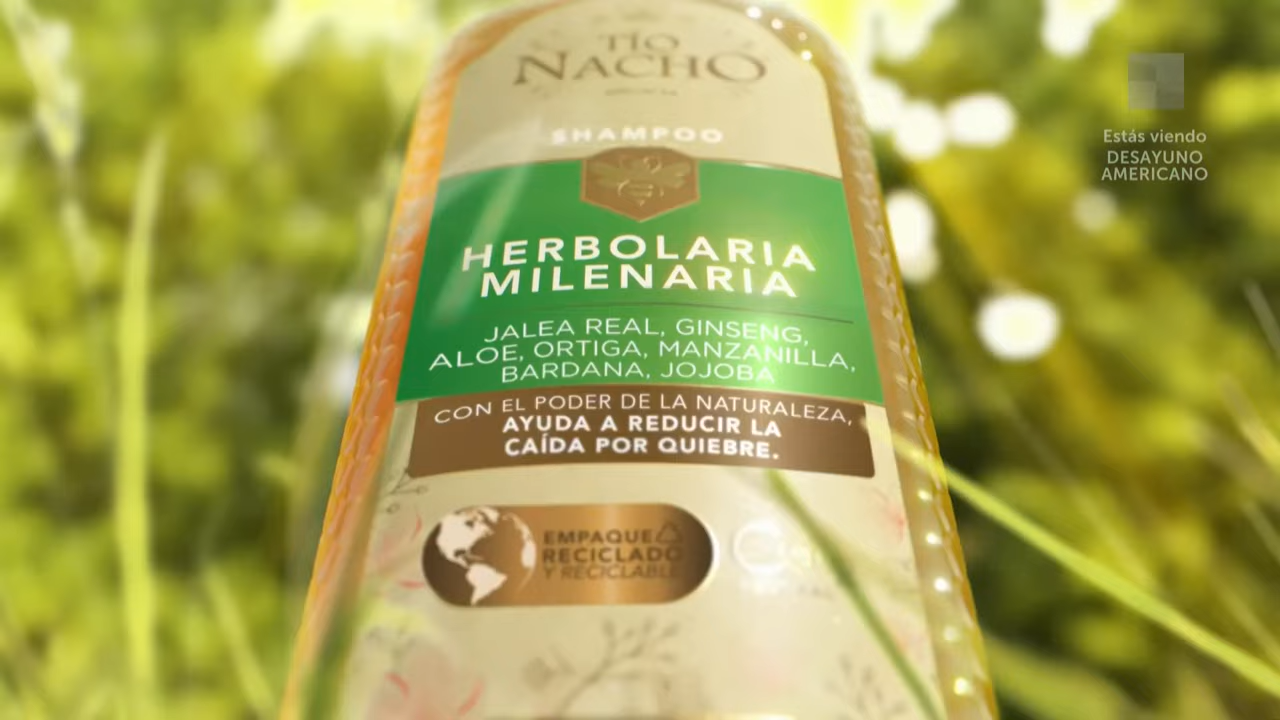 TÍO
NACHO
SHAMPOO
HERBOLARIA
MILENARIA
JALEA REAL, GINSENG,
ALOE, ORTIGA, MANZANILLA,
BARDANA, JOJOBA
CON EL PODER DE LA NATURALEZA,
AYUDA A REDUCIR LA
CAÍDA POR QUIEBRE.
EMPAQUE
RECICLADO
Y RECICLABLE
Estás viendo
DESAYUNO
AMERICANO